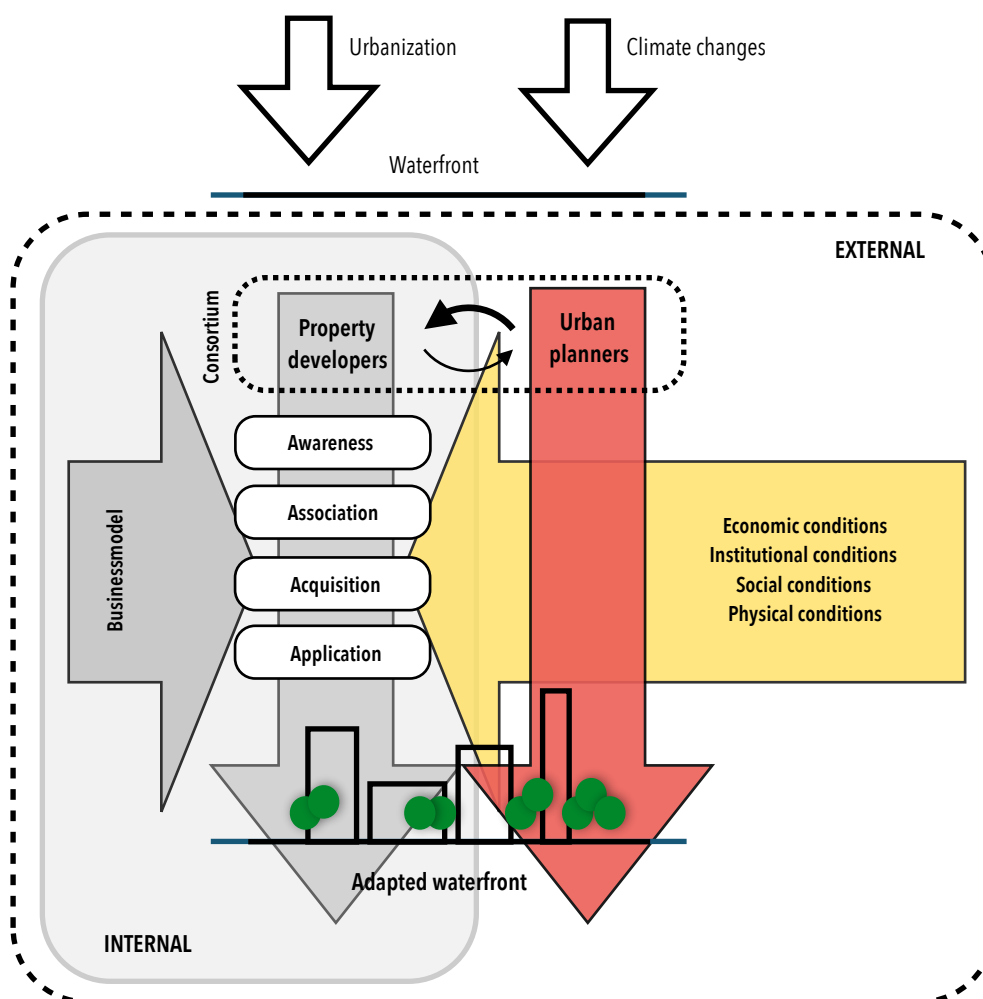 Urbanization
Climate changes
Waterfront
EXTERNAL
Consortium
Property
developers
Urban
planners
Awareness
Association
Acquisition
Application
Businessmodel
Economic conditions
Institutional conditions
Social conditions
Physical conditions
Adapted waterfront
INTERNAL